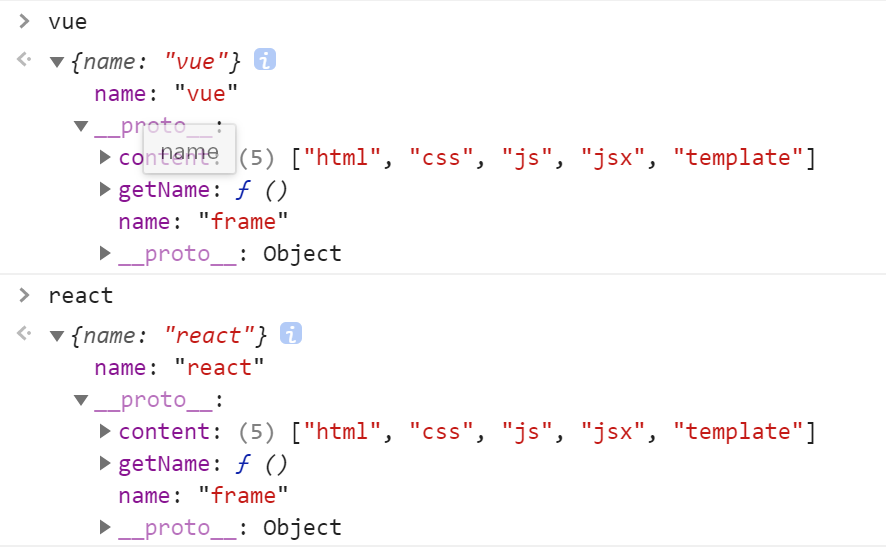 vue
{name: "vue"} i
name: "vue"
__proto__:
name
content: (5) ["html", "css", "js", "jsx", "template"]
getName: ƒ ()
name: "frame"
__proto__: Object
react
{name: "react"} i
name: "react"
__proto__:
content: (5) ["html", "css", "js", "jsx", "template"]
getName: ƒ ()
name: "frame"
__proto__: Object